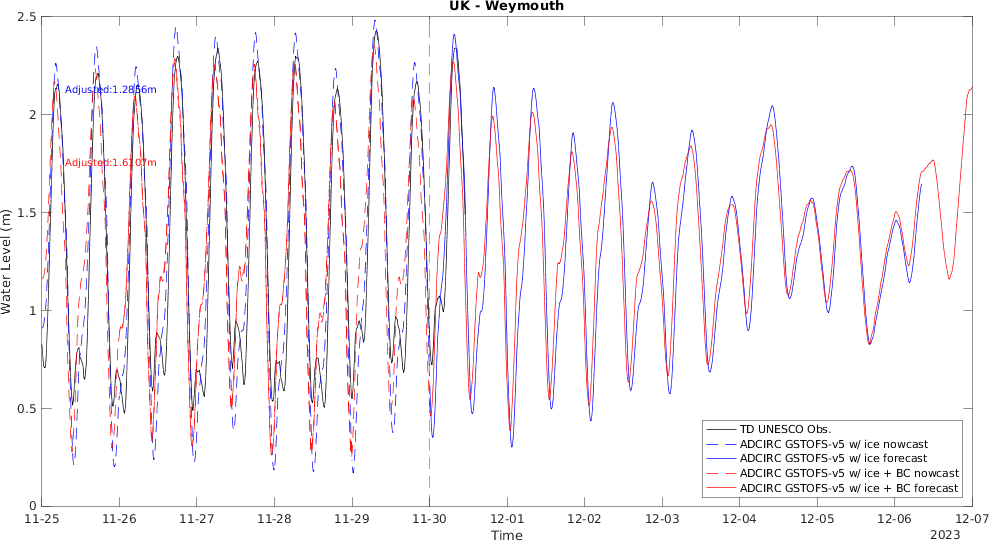 UK - Weymouth
2.5
2
1.5
1
0.5
0
Water Level (m)
Adjusted:1.2856m
Adjusted:1.6107m
TD UNESCO Obs.
ADCIRC GSTOFS-v5 w/ ice nowcast
ADCIRC GSTOFS-v5 w/ ice forecast
ADCIRC GSTOFS-v5 w/ ice + BC nowcast
ADCIRC GSTOFS-v5 w/ ice + BC forecast
11-25 11-26 11-27 11-28 11-29 11-30 12-01 12-02 12-03 12-04 12-05 12-06 12-07
Time
2023